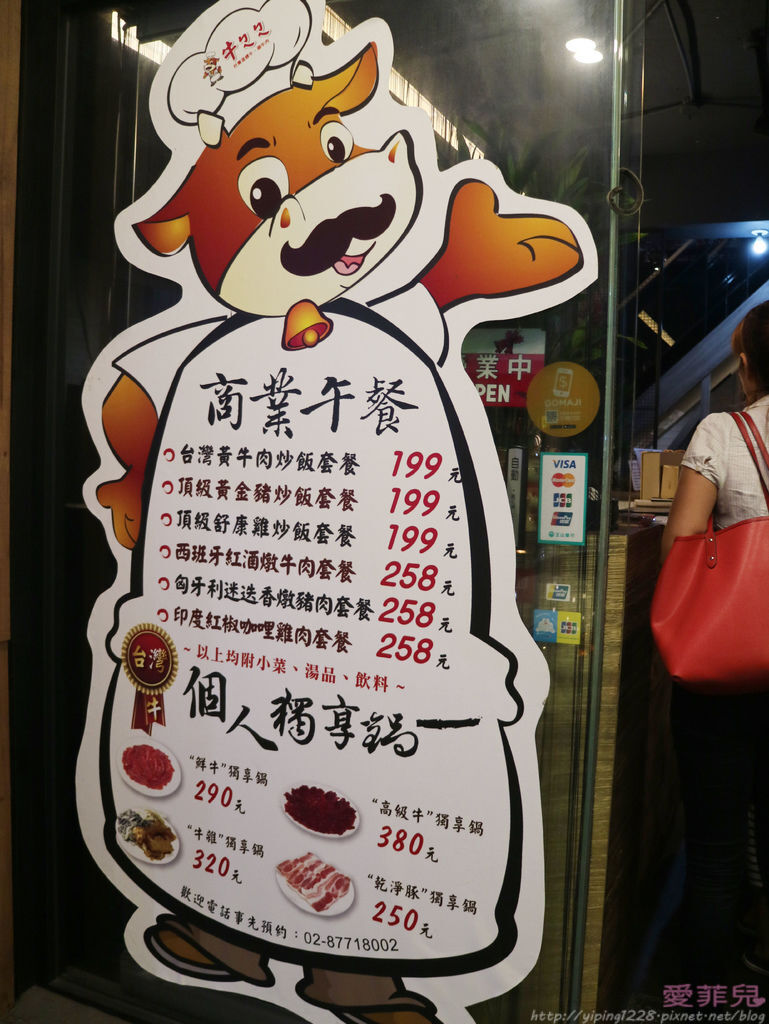 牛勾勾
商業午餐
台灣黃牛肉炒飯套餐 199元
頂級黃金豬炒飯套餐 199元
頂級舒康雞炒飯套餐 199元
西班牙紅酒燉牛肉套餐 258元
匈牙利迷迭香燉豬肉套餐 258元
印度紅椒咖哩雞肉套餐 258元
~以上均附小菜、湯品、飲料~
台灣
牛
個人獨享鍋
"鮮牛"獨享鍋
290元
"高級牛"獨享鍋
380元
"牛雜"獨享鍋
320元
"乾淨豚"獨享鍋
250元
歡迎電話事先預約：02-87718002
業中
PEN
GOMAJI
自動
VISA
MasterCard
JCB
愛菲兒
http://yiping1228.pixnet.net/blog